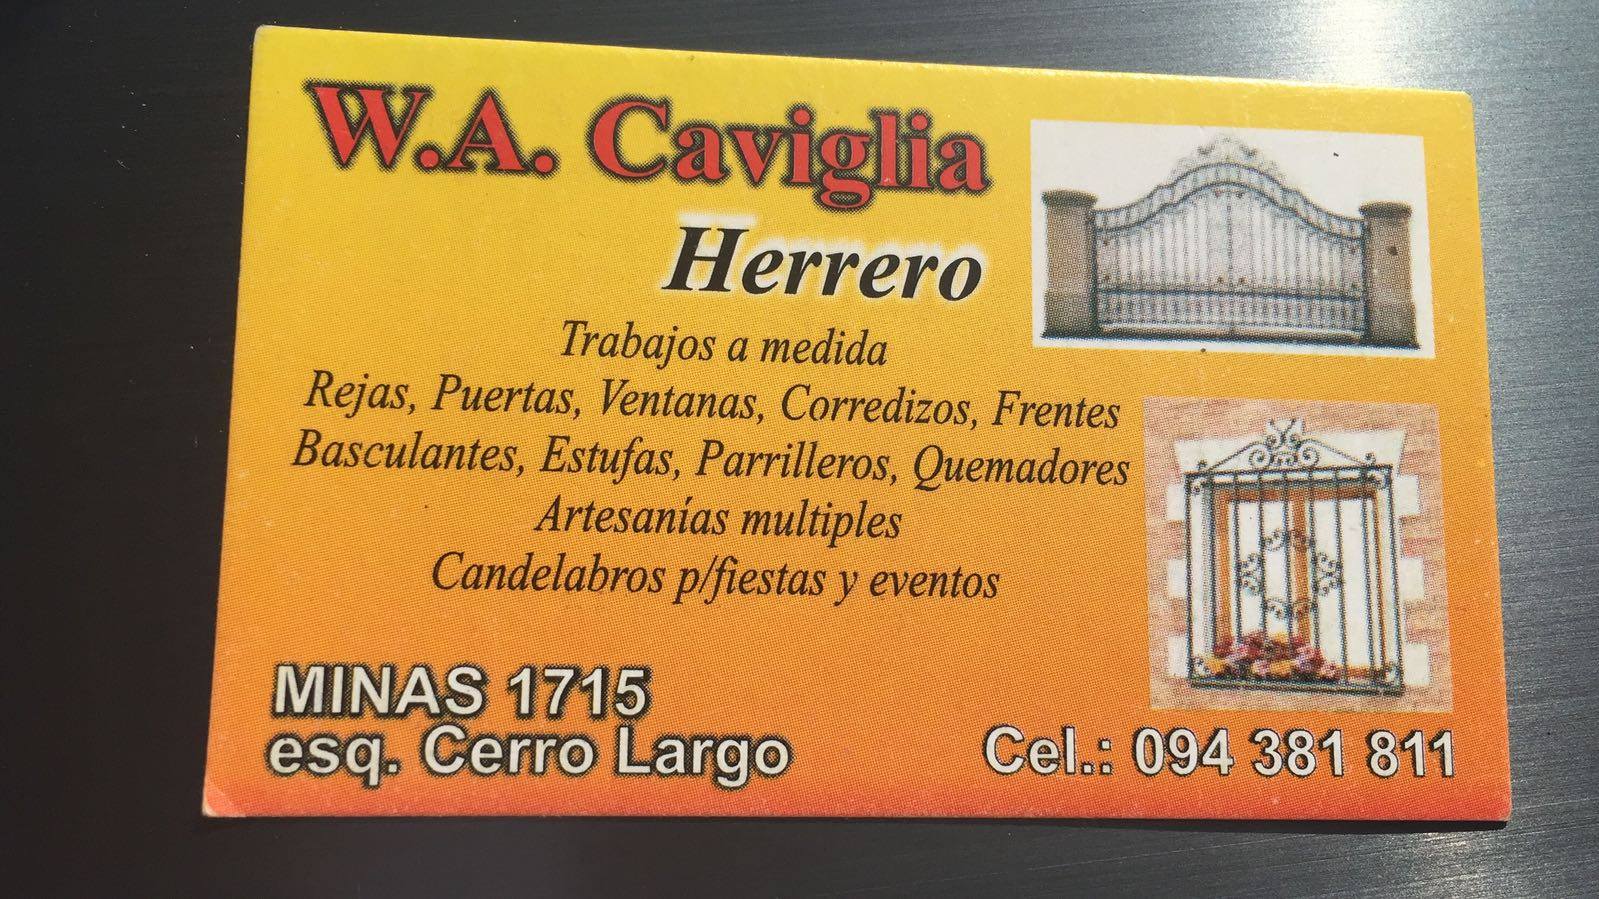 W.A. Caviglia
Herrero
Trabajos a medida
Rejas, Puertas, Ventanas, Corredizos, Frentes
Basculantes, Estufas, Parrilleros, Quemadores
Artesanías multiples
Candelabros p/fiestas y eventos
MINAS 1715
esq. Cerro Largo
Cel.: 094 381 811